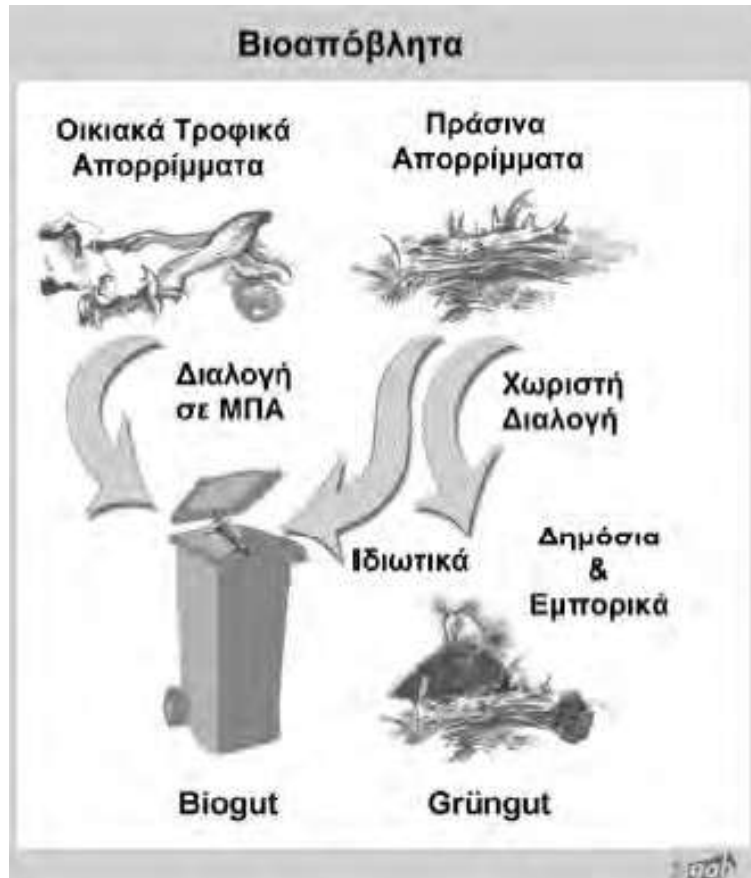 Βιοαπόβλητα
Οικιακά Τροφικά
Απορρίμματα
Πράσινα
Απορρίμματα
Διαλογή
σε ΜΠΑ
Χωριστή
Διαλογή
Ιδιωτικά
Δημόσια
&
Εμπορικά
Biogut
Grüngut